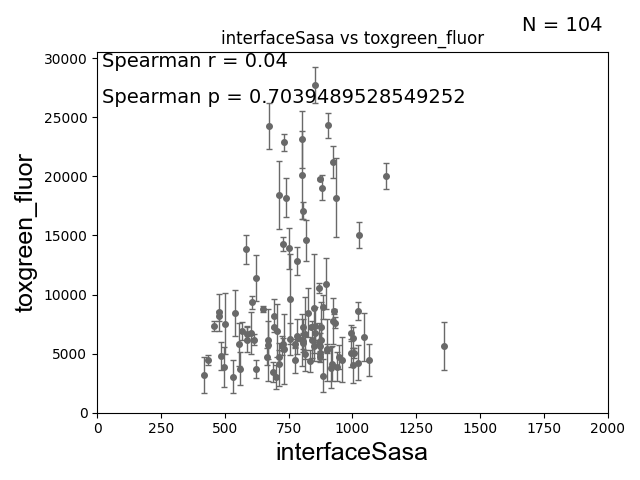 N = 104
interfaceSasa vs toxgreen_fluor
Spearman r = 0.04
Spearman p = 0.7039489528549252
30000
25000
20000
15000
10000
5000
0
toxgreen_fluor
0 250 500 750 1000 1250 1500 1750 2000
interfaceSasa